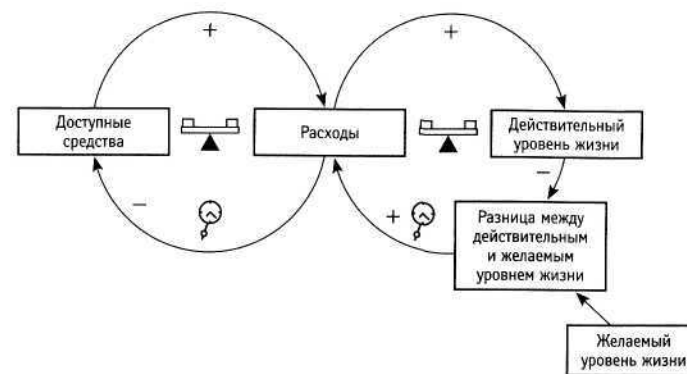 +
+
Доступные
средства
Расходы
Действительный
уровень жизни
−
+
−
Разница между
действительным
и желаемым
уровнем жизни
Желаемый
уровень жизни